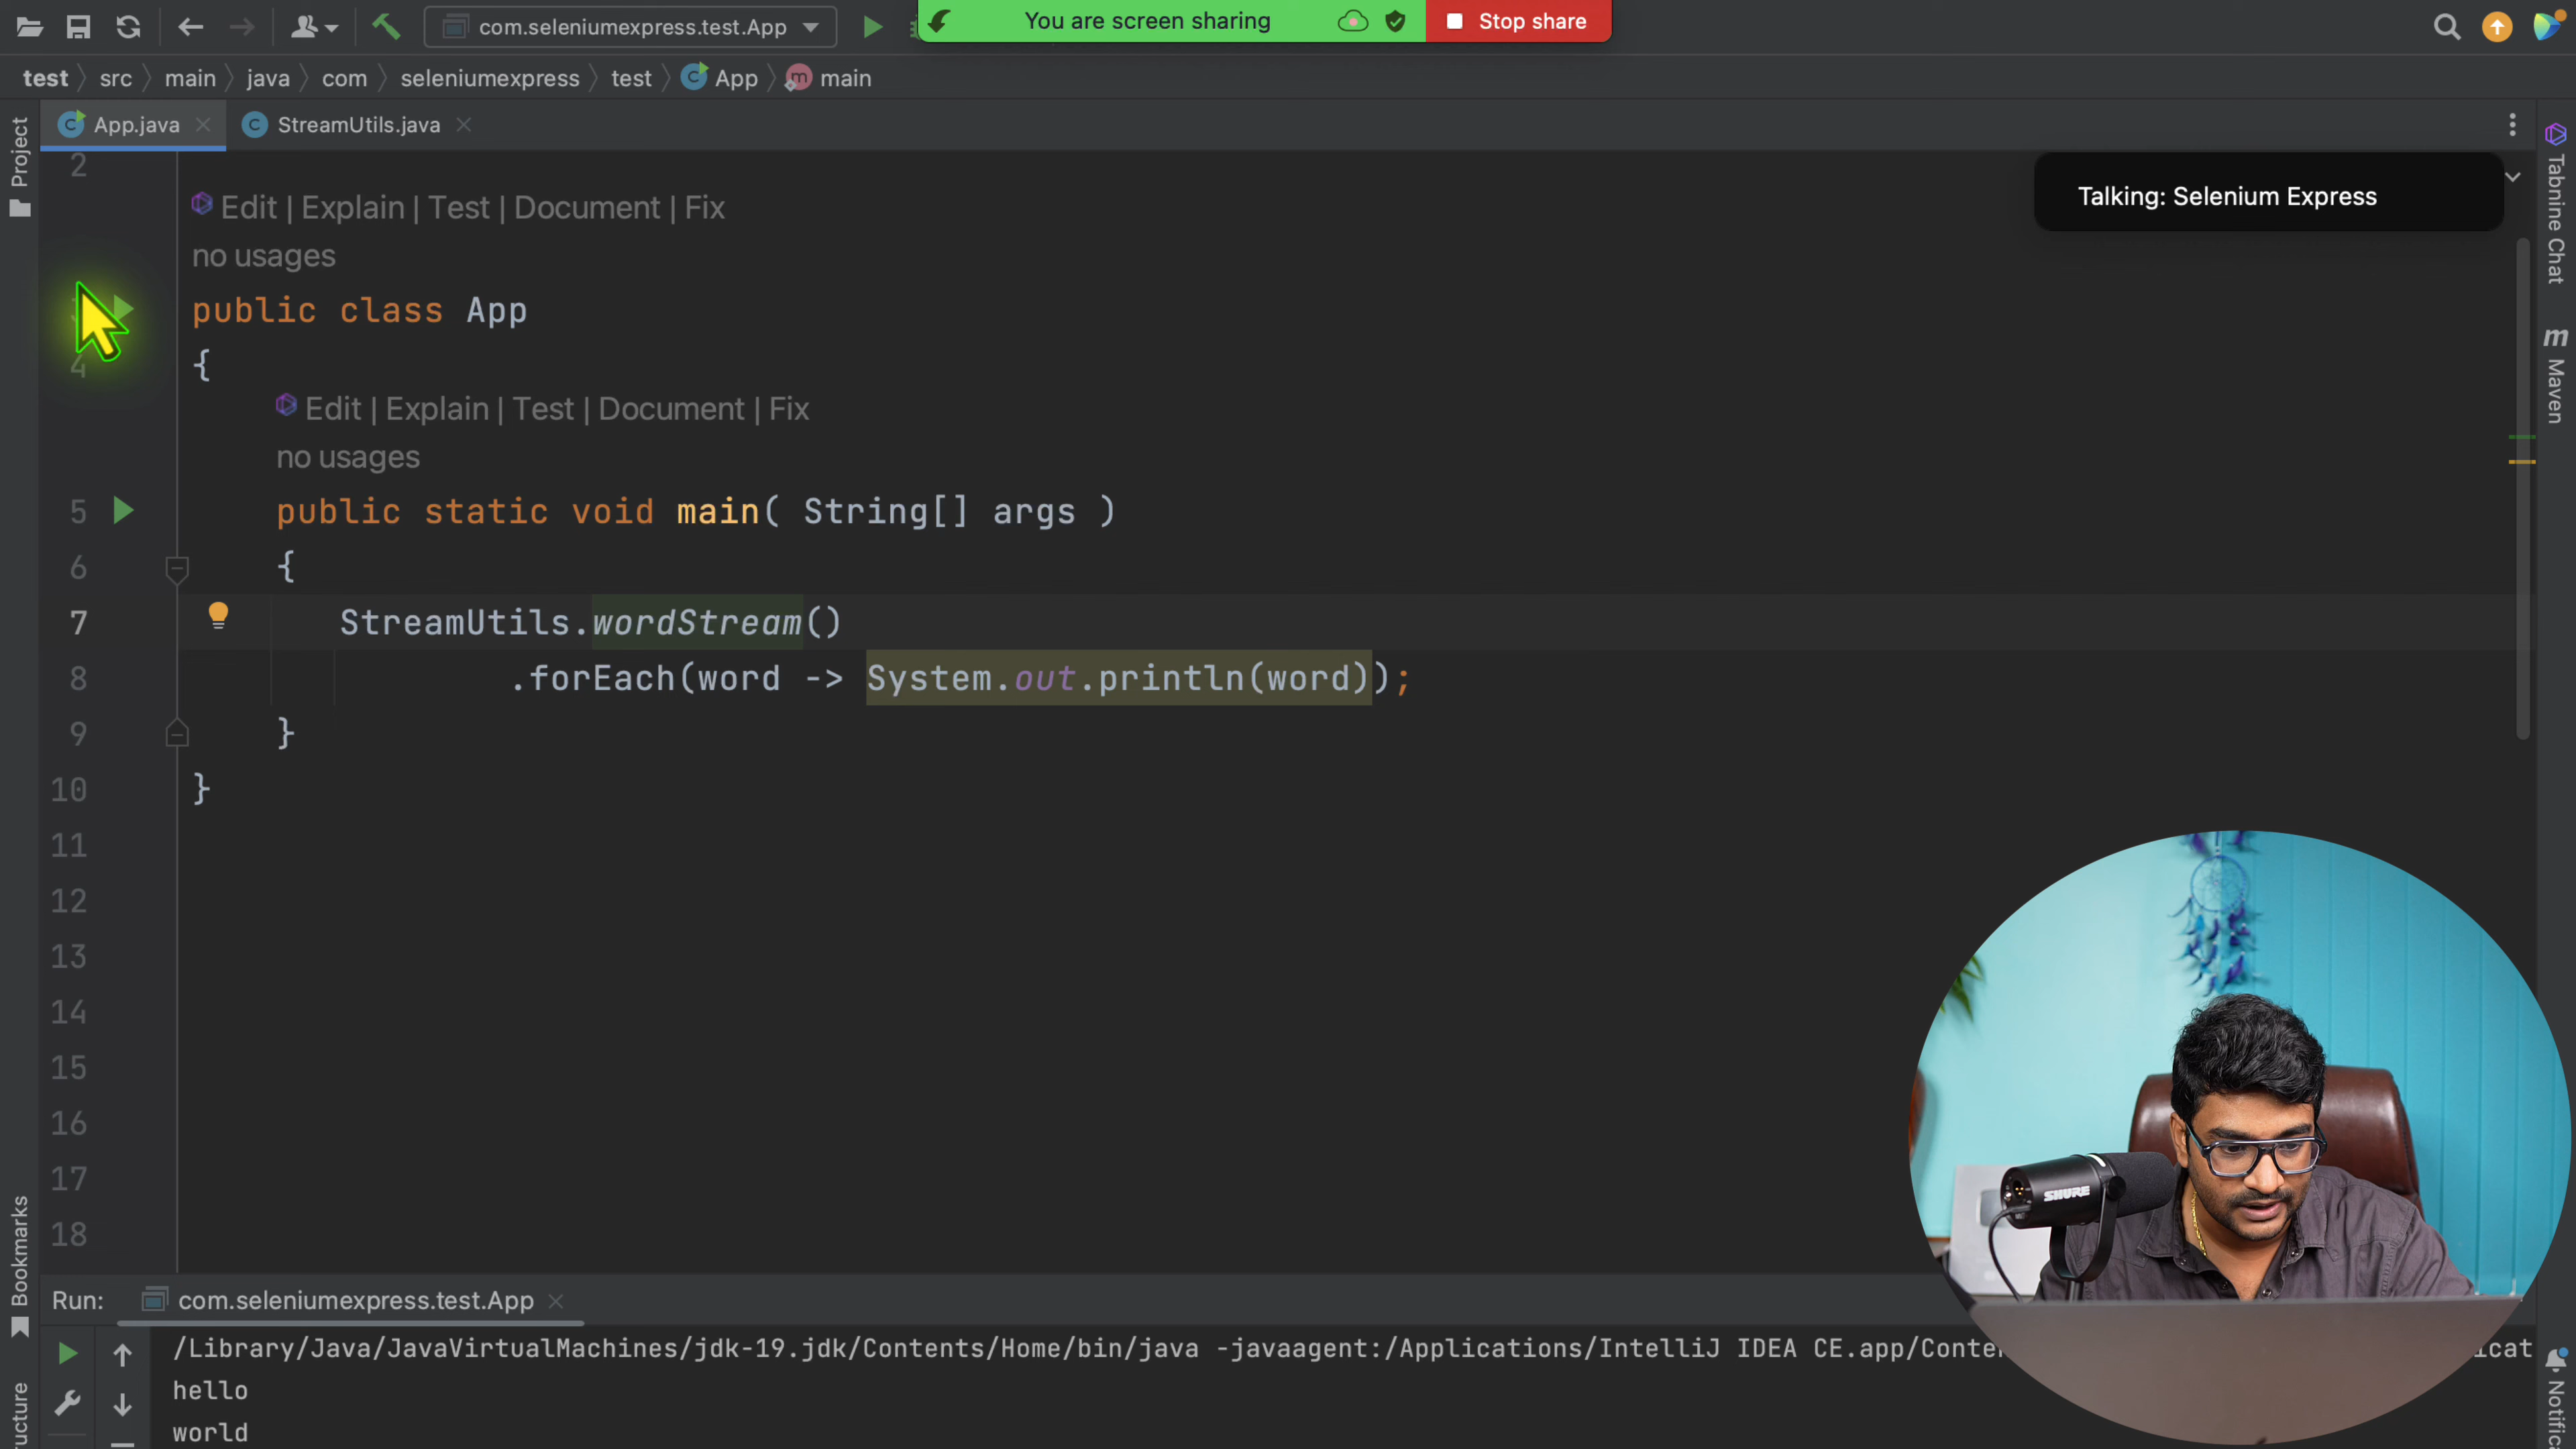 com.seleniumexpress.test.App
You are screen sharing
Stop share
test src main java com seleniumexpress test App main
App.java
StreamUtils.java
Project
Talking: Selenium Express
Tabnine Chat
Maven
2
Edit | Explain | Test | Document | Fix
no usages
public class App
4 {
Edit | Explain | Test | Document | Fix
no usages
5 public static void main( String[] args )
6 {
7 StreamUtils.wordStream()
8 .forEach(word -> System.out.println(word));
9 }
10 }
11
12
13
14
15
16
17
18
SHURE
Bookmarks
Run: com.seleniumexpress.test.App
/Library/Java/JavaVirtualMachines/jdk-19.jdk/Contents/Home/bin/java -javaagent:/Applications/IntelliJ IDEA CE.app/Conte
hello
world